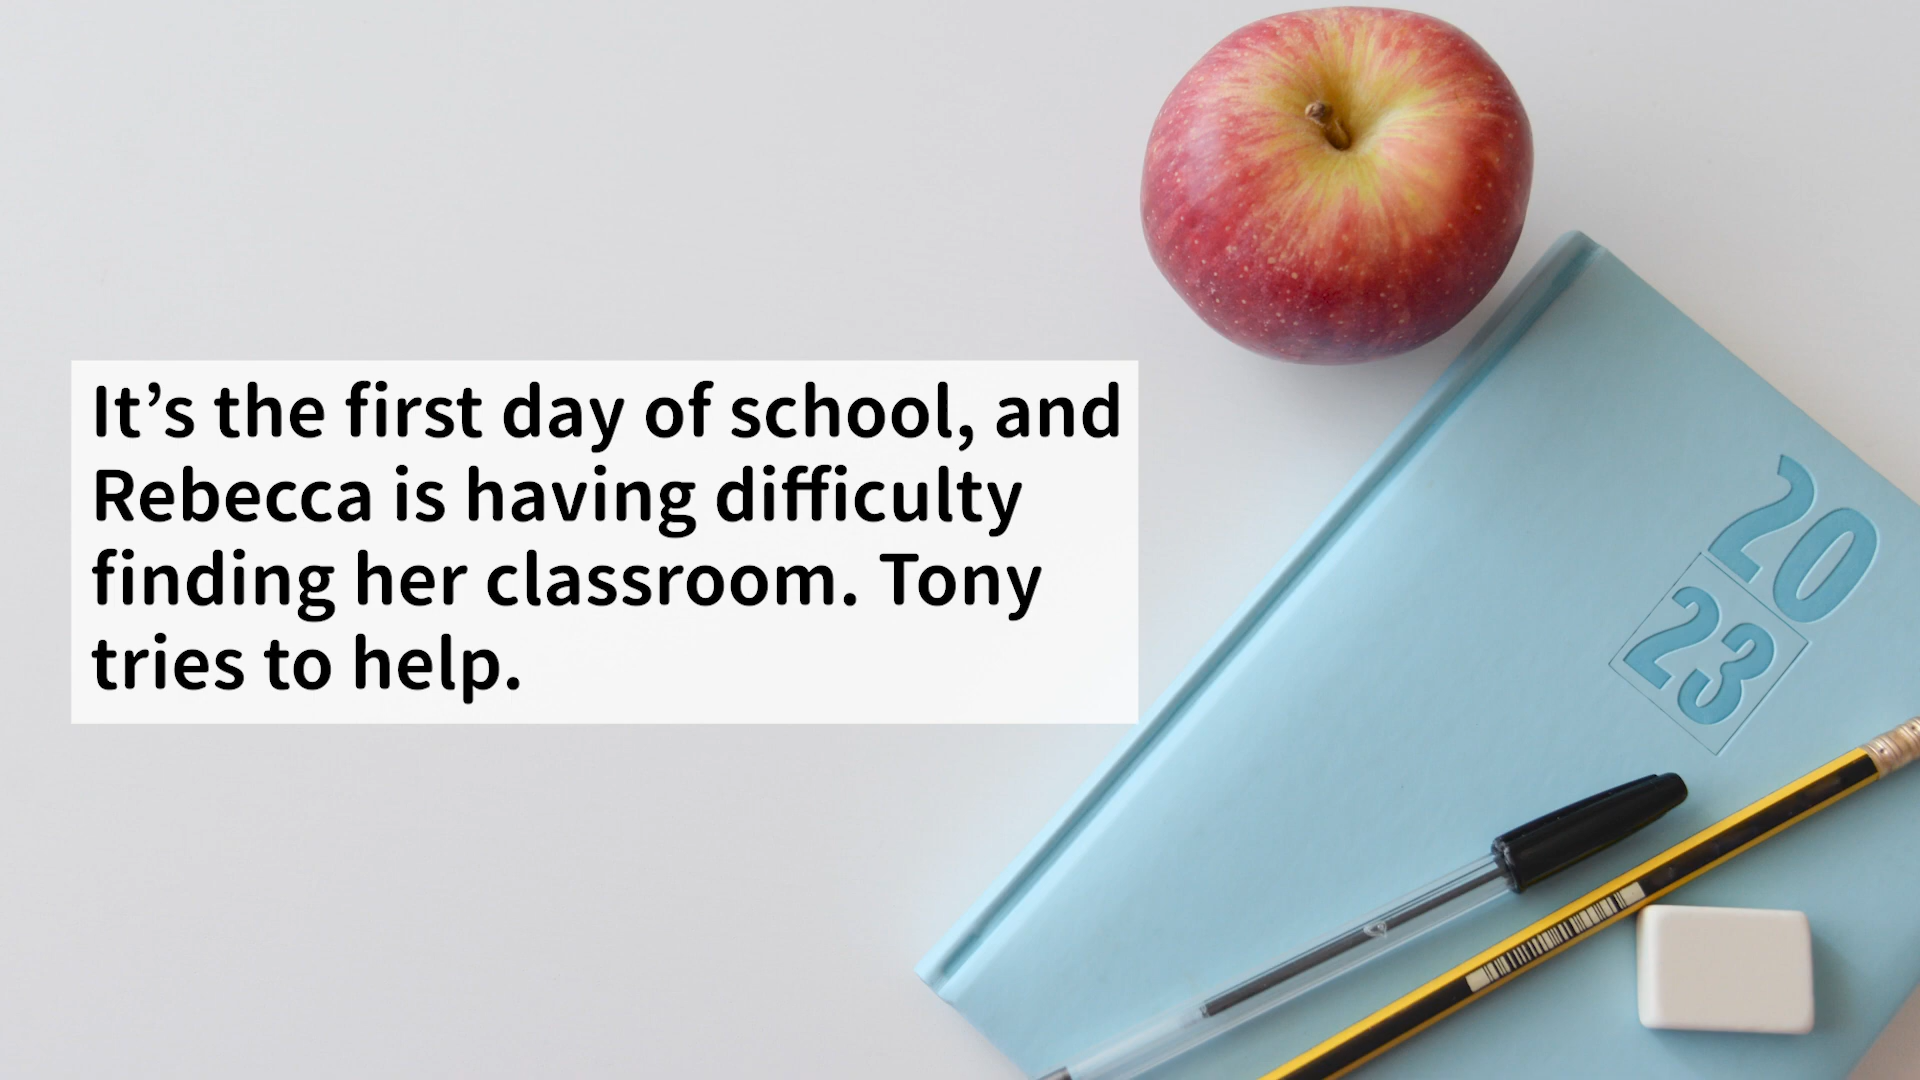 It’s the first day of school, and
Rebecca is having difficulty
finding her classroom. Tony
tries to help.
20
23